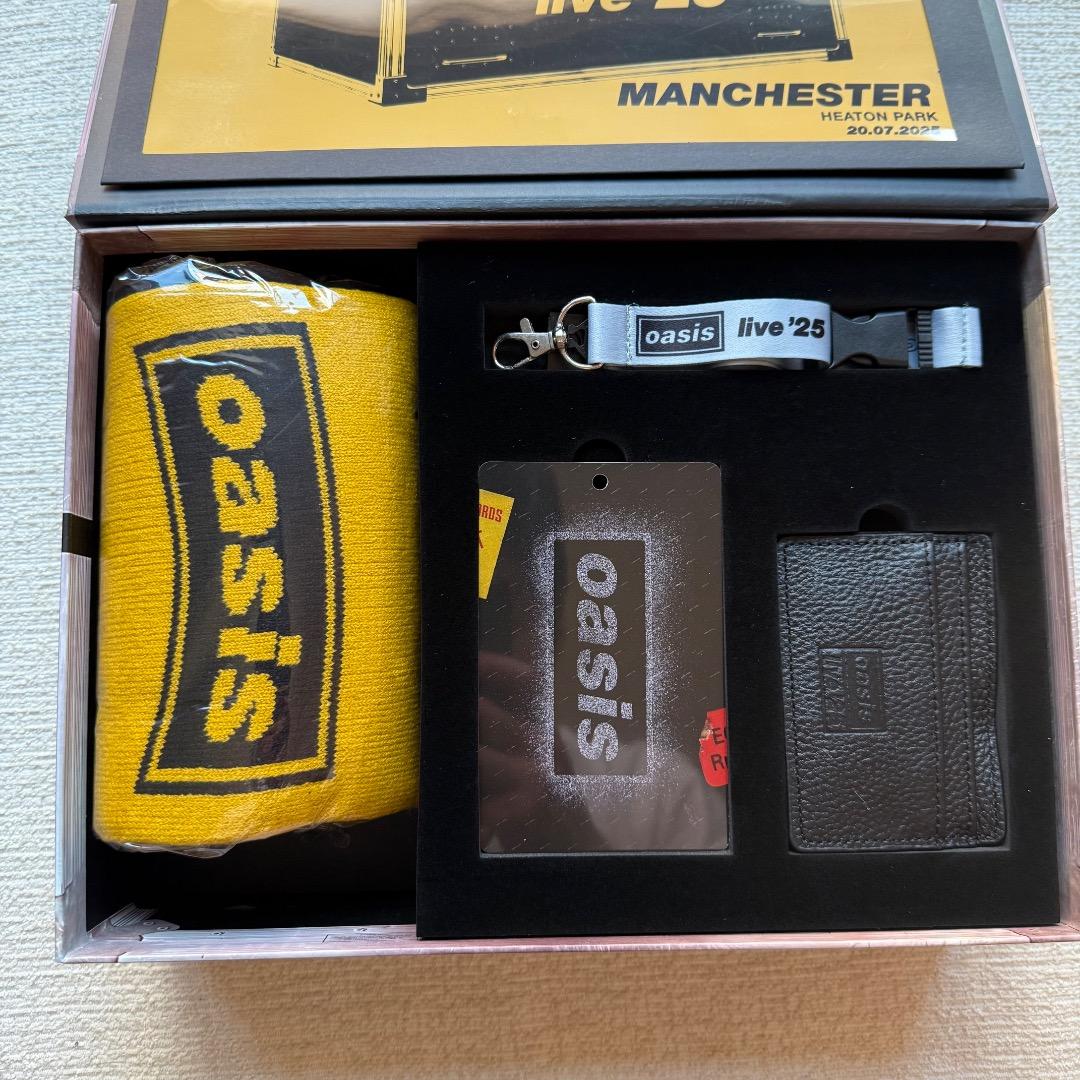 live '25
MANCHESTER
HEATON PARK
20.07.2025
oasis
oasis live '25
oasis
oasis